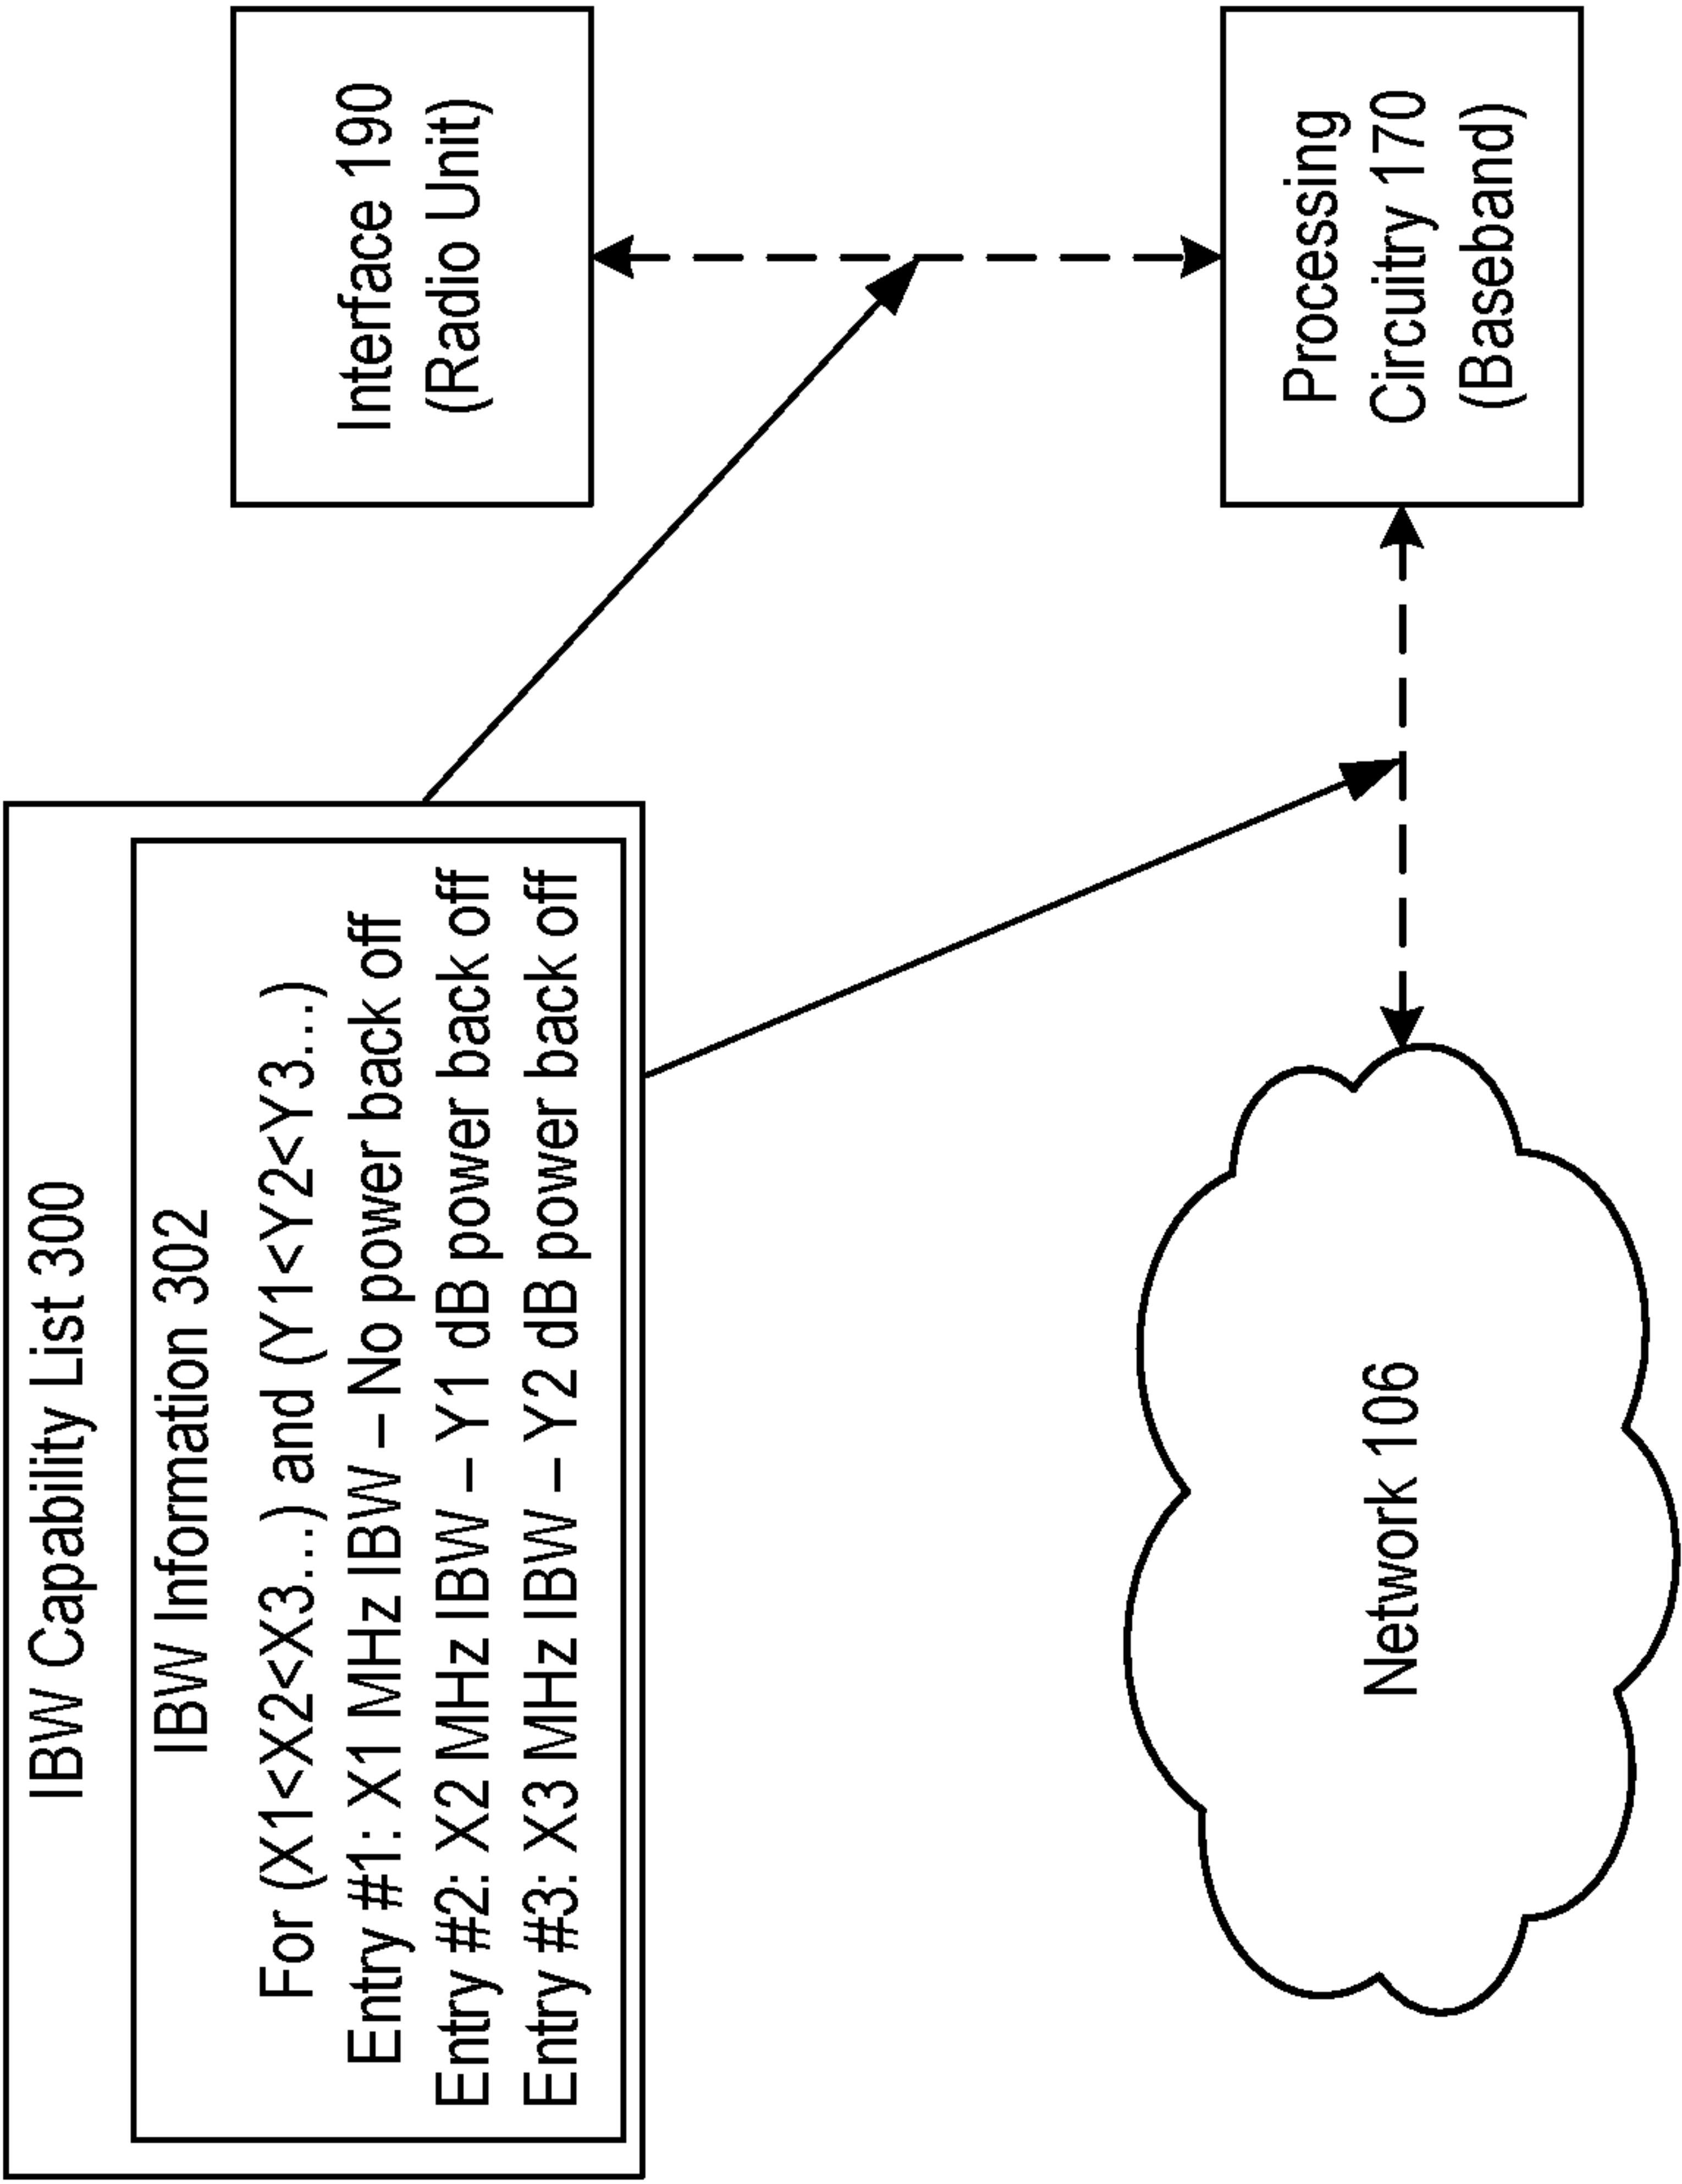 IBW Capability List 300
IBW Information 302
For (X1<X2<X3...) and (Y1<Y2<Y3...)
Entry #1: X1 MHz IBW – No power back off
Entry #2: X2 MHz IBW – Y1 dB power back off
Entry #3: X3 MHz IBW – Y2 dB power back off
Interface 190
(Radio Unit)
Network 106
Processing
Circuitry 170
(Baseband)